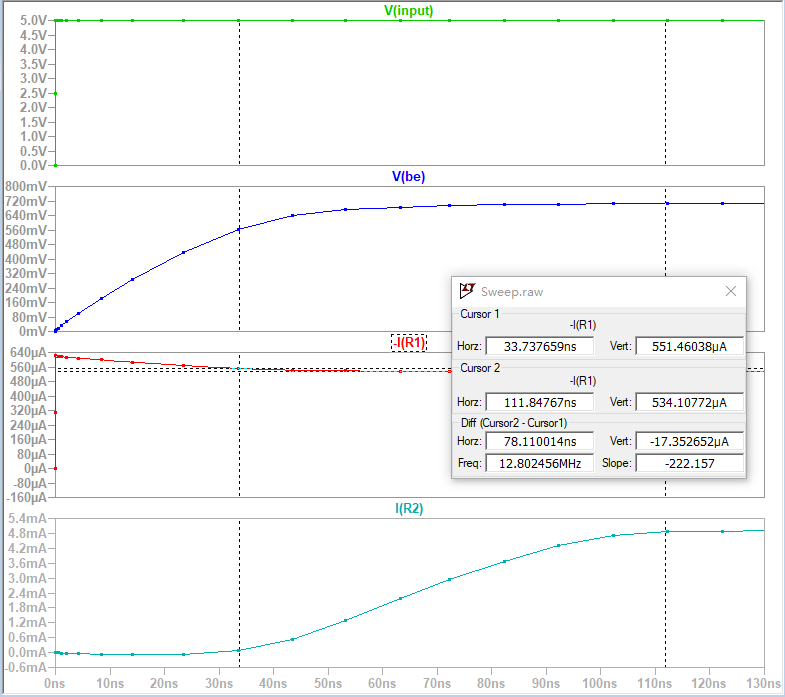 V(input)
5.0V
4.5V
4.0V
3.5V
3.0V
2.5V
2.0V
1.5V
1.0V
0.5V
0.0V
V(be)
800mV
720mV
640mV
560mV
480mV
400mV
320mV
240mV
160mV
80mV
0mV
-I(R1)
640µA
560µA
480µA
400µA
320µA
240µA
160µA
80µA
0µA
-80µA
-160µA
Sweep.raw
Cursor 1
-I(R1)
Horz: 33.737659ns Vert: 551.46038µA
Cursor 2
-I(R1)
Horz: 111.84767ns Vert: 534.10772µA
Diff (Cursor2 - Cursor1)
Horz: 78.110014ns Vert: -17.352652µA
Freq: 12.802456MHz Slope: -222.157
I(R2)
5.4mA
4.8mA
4.2mA
3.6mA
3.0mA
2.4mA
1.8mA
1.2mA
0.6mA
0.0mA
-0.6mA
0ns 10ns 20ns 30ns 40ns 50ns 60ns 70ns 80ns 90ns 100ns 110ns 120ns 130ns